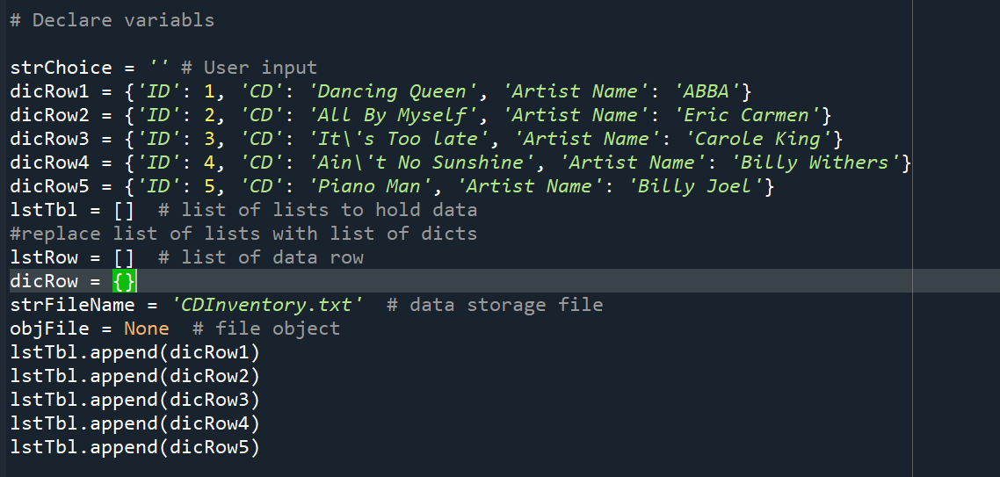 # Declare variabls
strChoice = '' # User input
dicRow1 = {'ID': 1, 'CD': 'Dancing Queen', 'Artist Name': 'ABBA'}
dicRow2 = {'ID': 2, 'CD': 'All By Myself', 'Artist Name': 'Eric Carmen'}
dicRow3 = {'ID': 3, 'CD': 'It\'s Too late', 'Artist Name': 'Carole King'}
dicRow4 = {'ID': 4, 'CD': 'Ain\'t No Sunshine', 'Artist Name': 'Billy Withers'}
dicRow5 = {'ID': 5, 'CD': 'Piano Man', 'Artist Name': 'Billy Joel'}
lstTbl = []  # list of lists to hold data
#replace list of lists with list of dicts
lstRow = []  # list of data row
dicRow = {}
strFileName = 'CDInventory.txt'  # data storage file
objFile = None  # file object
lstTbl.append(dicRow1)
lstTbl.append(dicRow2)
lstTbl.append(dicRow3)
lstTbl.append(dicRow4)
lstTbl.append(dicRow5)